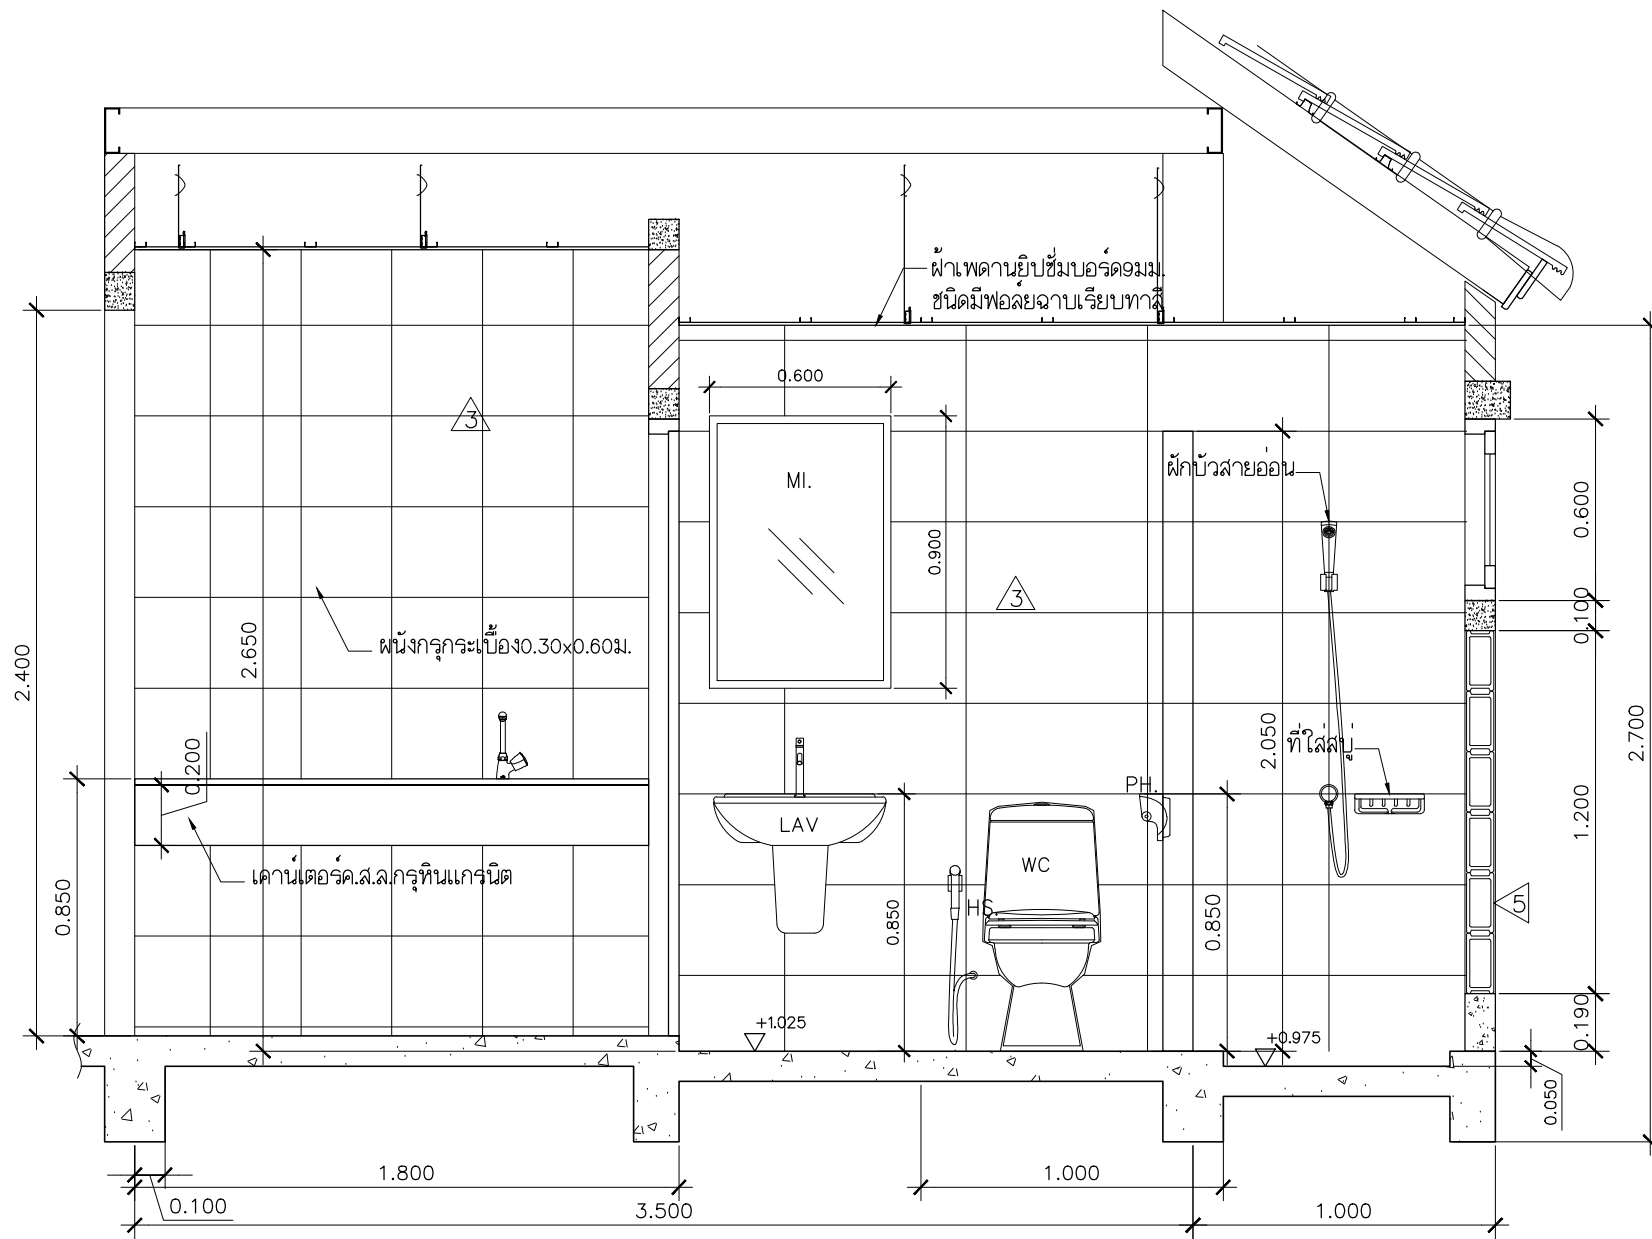 ฝ้าเพดานยิปซั่มบอร์ด9มม.
ชนิดมีฟอล์ยฉาบเรียบทาสี
0.600
3
MI.
ฝักบัวสายอ่อน
0.600
0.900
3
0.100
2.650
ผนังกรุกระเบื้อง0.30x0.60ม.
2.400
2.700
2.050
ที่ใส่สบู่
0.200
PH.
1.200
LAV
WC
เคาน์เตอร์ค.ส.ล.กรุหินแกรนิต
0.850
HS.
0.850
0.850
5
0.190
+1.025
+0.975
0.050
1.800
1.000
0.100
3.500
1.000